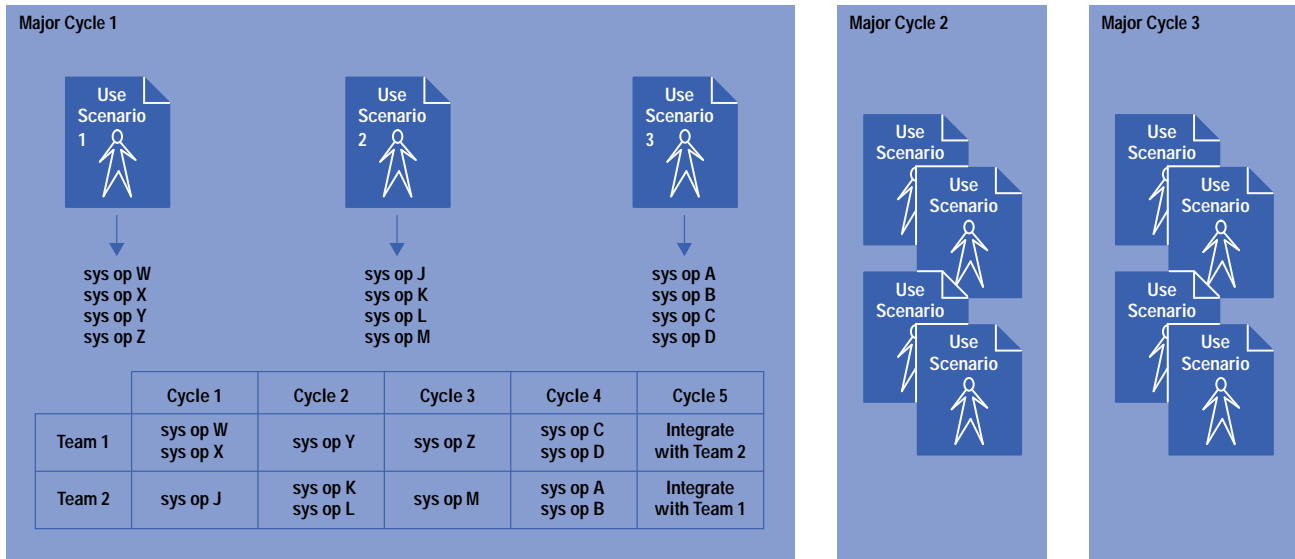 Major Cycle 1
Use
Scenario
1
Use
Scenario
2
Use
Scenario
3
sys op W
sys op X
sys op Y
sys op Z
sys op J
sys op K
sys op L
sys op M
sys op A
sys op B
sys op C
sys op D
Cycle 1
Cycle 2
Cycle 3
Cycle 4
Cycle 5
Team 1
sys op W
sys op X
sys op Y
sys op Z
sys op C
sys op D
Integrate
with Team 2
Team 2
sys op J
sys op K
sys op L
sys op M
sys op A
sys op B
Integrate
with Team 1
Major Cycle 2
Use
Scenario
Use
Scenario
Use
Scenario
Use
Scenario
Major Cycle 3
Use
Scenario
Use
Scenario
Use
Scenario
Use
Scenario